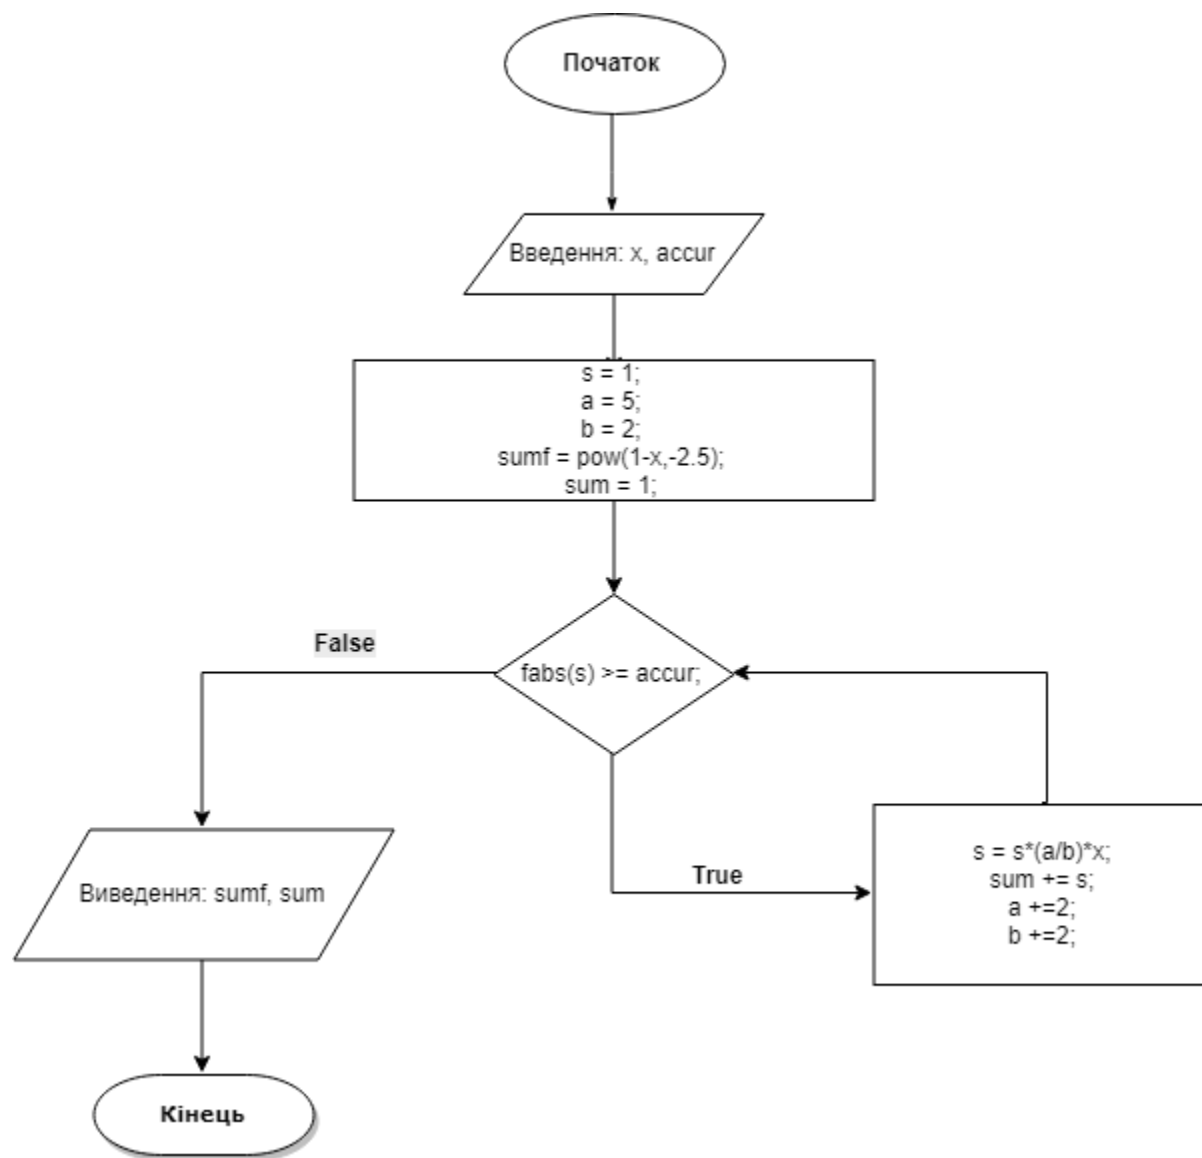 Початок
Введення: x, accur
s = 1;
a = 5;
b = 2;
sumf = pow(1-x,-2.5);
sum = 1;
False
fabs(s) >= accur;
True
s = s*(a/b)*x;
sum += s;
a +=2;
b +=2;
Виведення: sumf, sum
Кінець